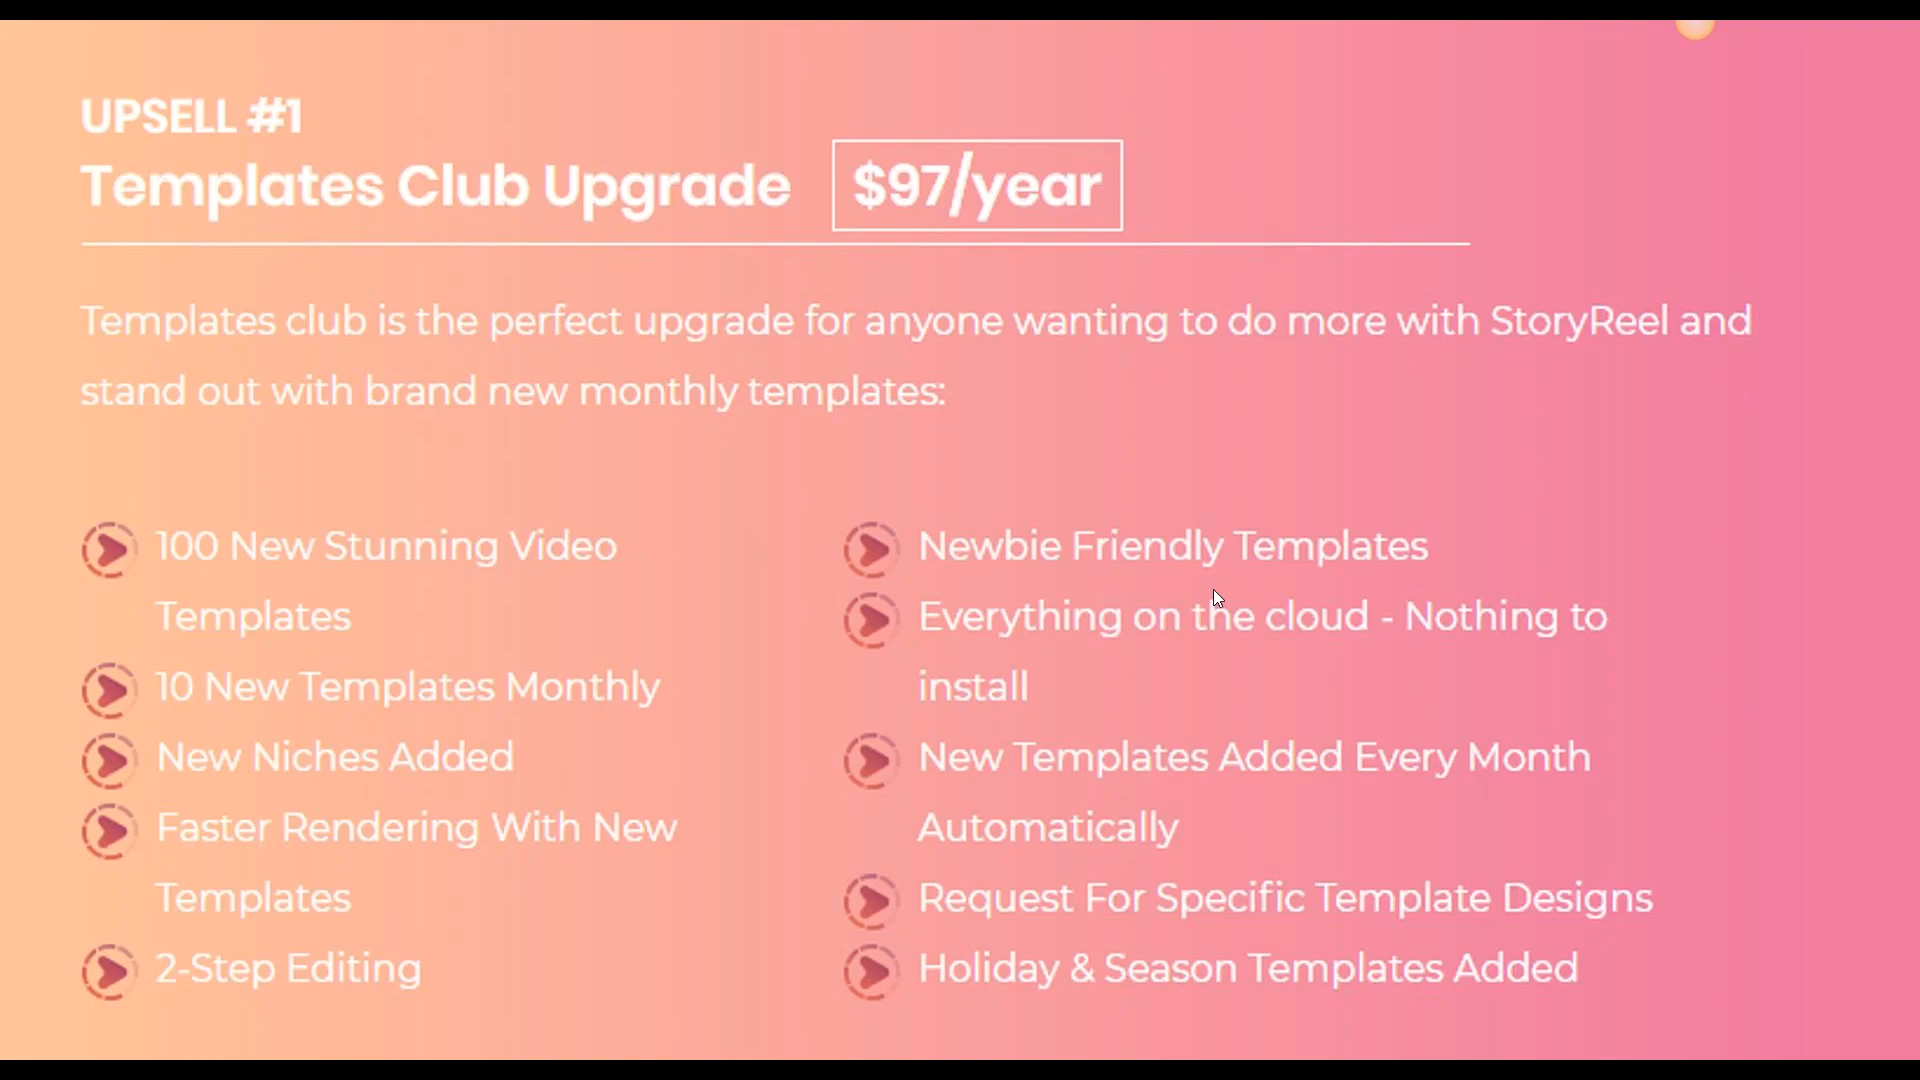 UPSELL #1
Templates Club Upgrade $97/year
Templates club is the perfect upgrade for anyone wanting to do more with StoryReel and
stand out with brand new monthly templates:
100 New Stunning Video
Templates
10 New Templates Monthly
New Niches Added
Faster Rendering With New
Templates
2-Step Editing
Newbie Friendly Templates
Everything on the cloud - Nothing to
install
New Templates Added Every Month
Automatically
Request For Specific Template Designs
Holiday & Season Templates Added